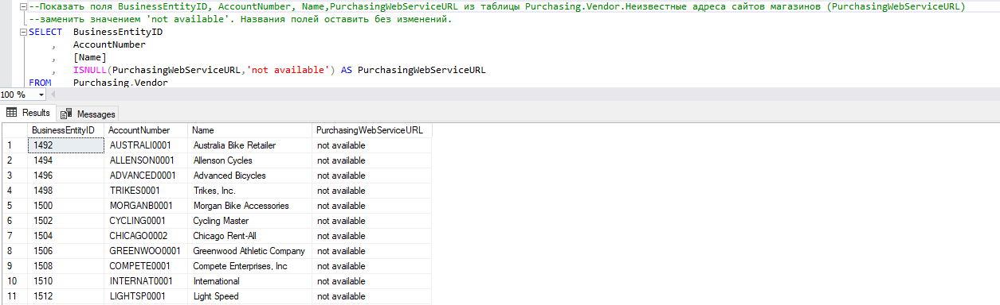 --Показать поля BusinessEntityID, AccountNumber, Name,PurchasingWebServiceURL из таблицы Purchasing.Vendor.Неизвестные адреса сайтов магазинов (PurchasingWebServiceURL)
--заменить значением 'not available'. Названия полей оставить без изменений.
SELECT BusinessEntityID
, AccountNumber
, [Name]
, ISNULL(PurchasingWebServiceURL,'not available') AS PurchasingWebServiceURL
FROM Purchasing.Vendor
100 %
Results Messages
BusinessEntityID AccountNumber Name PurchasingWebServiceURL
1 1492 AUSTRALI0001 Australia Bike Retailer not available
2 1494 ALLENSON0001 Allenson Cycles not available
3 1496 ADVANCED0001 Advanced Bicycles not available
4 1498 TRIKES0001 Trikes, Inc. not available
5 1500 MORGANB0001 Morgan Bike Accessories not available
6 1502 CYCLING0001 Cycling Master not available
7 1504 CHICAGO0002 Chicago Rent-All not available
8 1506 GREENWOO0001 Greenwood Athletic Company not available
9 1508 COMPETE0001 Compete Enterprises, Inc not available
10 1510 INTERNAT0001 International not available
11 1512 LIGHTSP0001 Light Speed not available